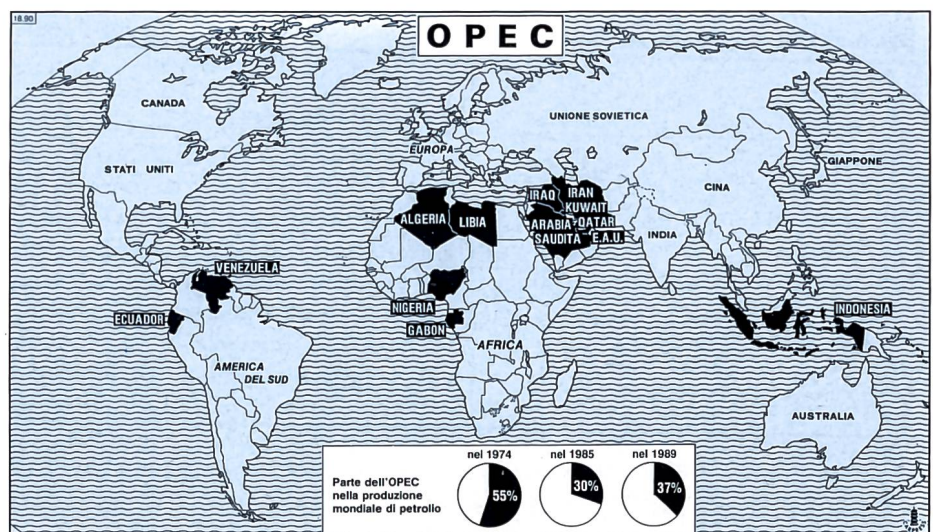 18.90
OPEC
CANADA
UNIONE SOVIETICA
EUROPA
STATI UNITI
GIAPPONE
CINA
IRAQ
IRAN
KUWAIT
ALGERIA
LIBIA
ARABIA
SAUDITA
QATAR
E.A.U.
INDIA
VENEZUELA
NIGERIA
INDONESIA
ECUADOR
GABON
AFRICA
AMERICA
DEL SUD
AUSTRALIA
nel 1974
nel 1985
nel 1989
Parte dell'OPEC
nella produzione
mondiale di petrollo
55%
30%
37%